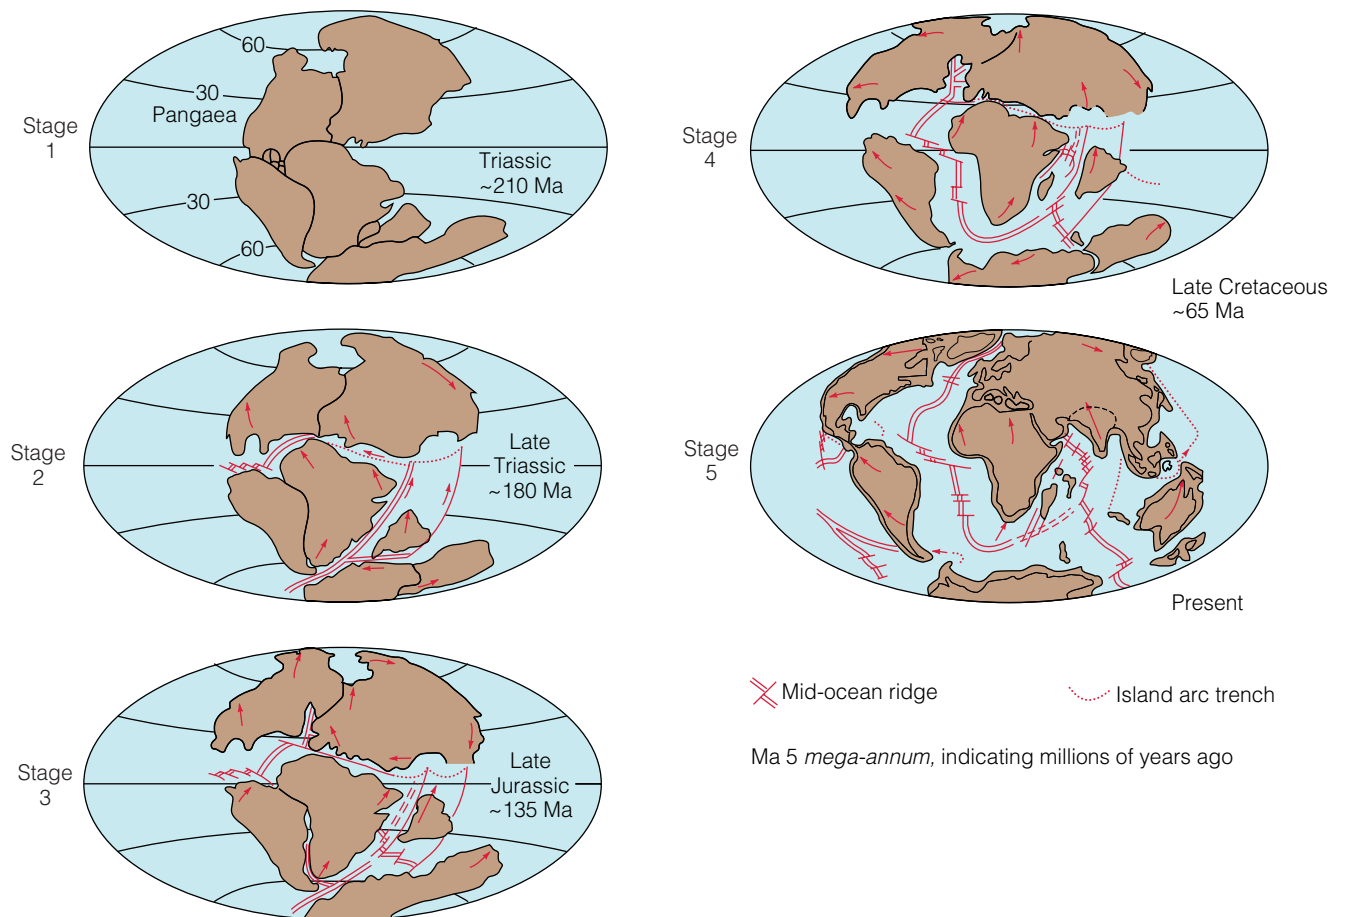 Stage
1
60
30
Pangaea
30
60
Triassic
~210 Ma
Stage
2
Late
Triassic
~180 Ma
Stage
3
Late
Jurassic
~135 Ma
Stage
4
Late Cretaceous
~65 Ma
Stage
5
Present
Mid-ocean ridge
Island arc trench
Ma 5 mega-annum, indicating millions of years ago